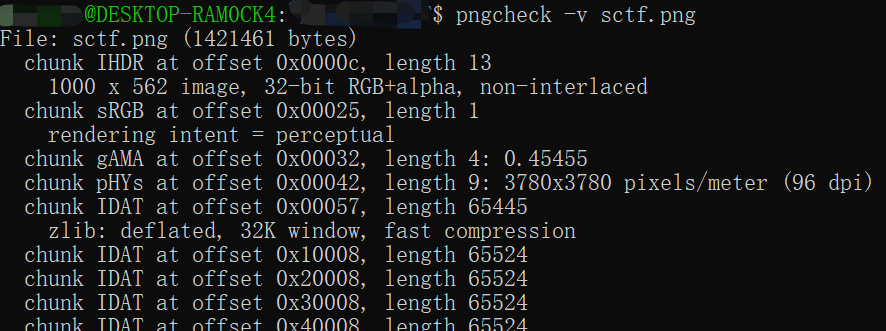 @DESKTOP-RAMOCK4: $ pngcheck -v sctf.png
File: sctf.png (1421461 bytes)
chunk IHDR at offset 0x0000c, length 13
1000 x 562 image, 32-bit RGB+alpha, non-interlaced
chunk sRGB at offset 0x00025, length 1
rendering intent = perceptual
chunk gAMA at offset 0x00032, length 4: 0.45455
chunk pHYs at offset 0x00042, length 9: 3780x3780 pixels/meter (96 dpi)
chunk IDAT at offset 0x00057, length 65445
zlib: deflated, 32K window, fast compression
chunk IDAT at offset 0x10008, length 65524
chunk IDAT at offset 0x20008, length 65524
chunk IDAT at offset 0x30008, length 65524
chunk IDAT at offset 0x40008, length 65524